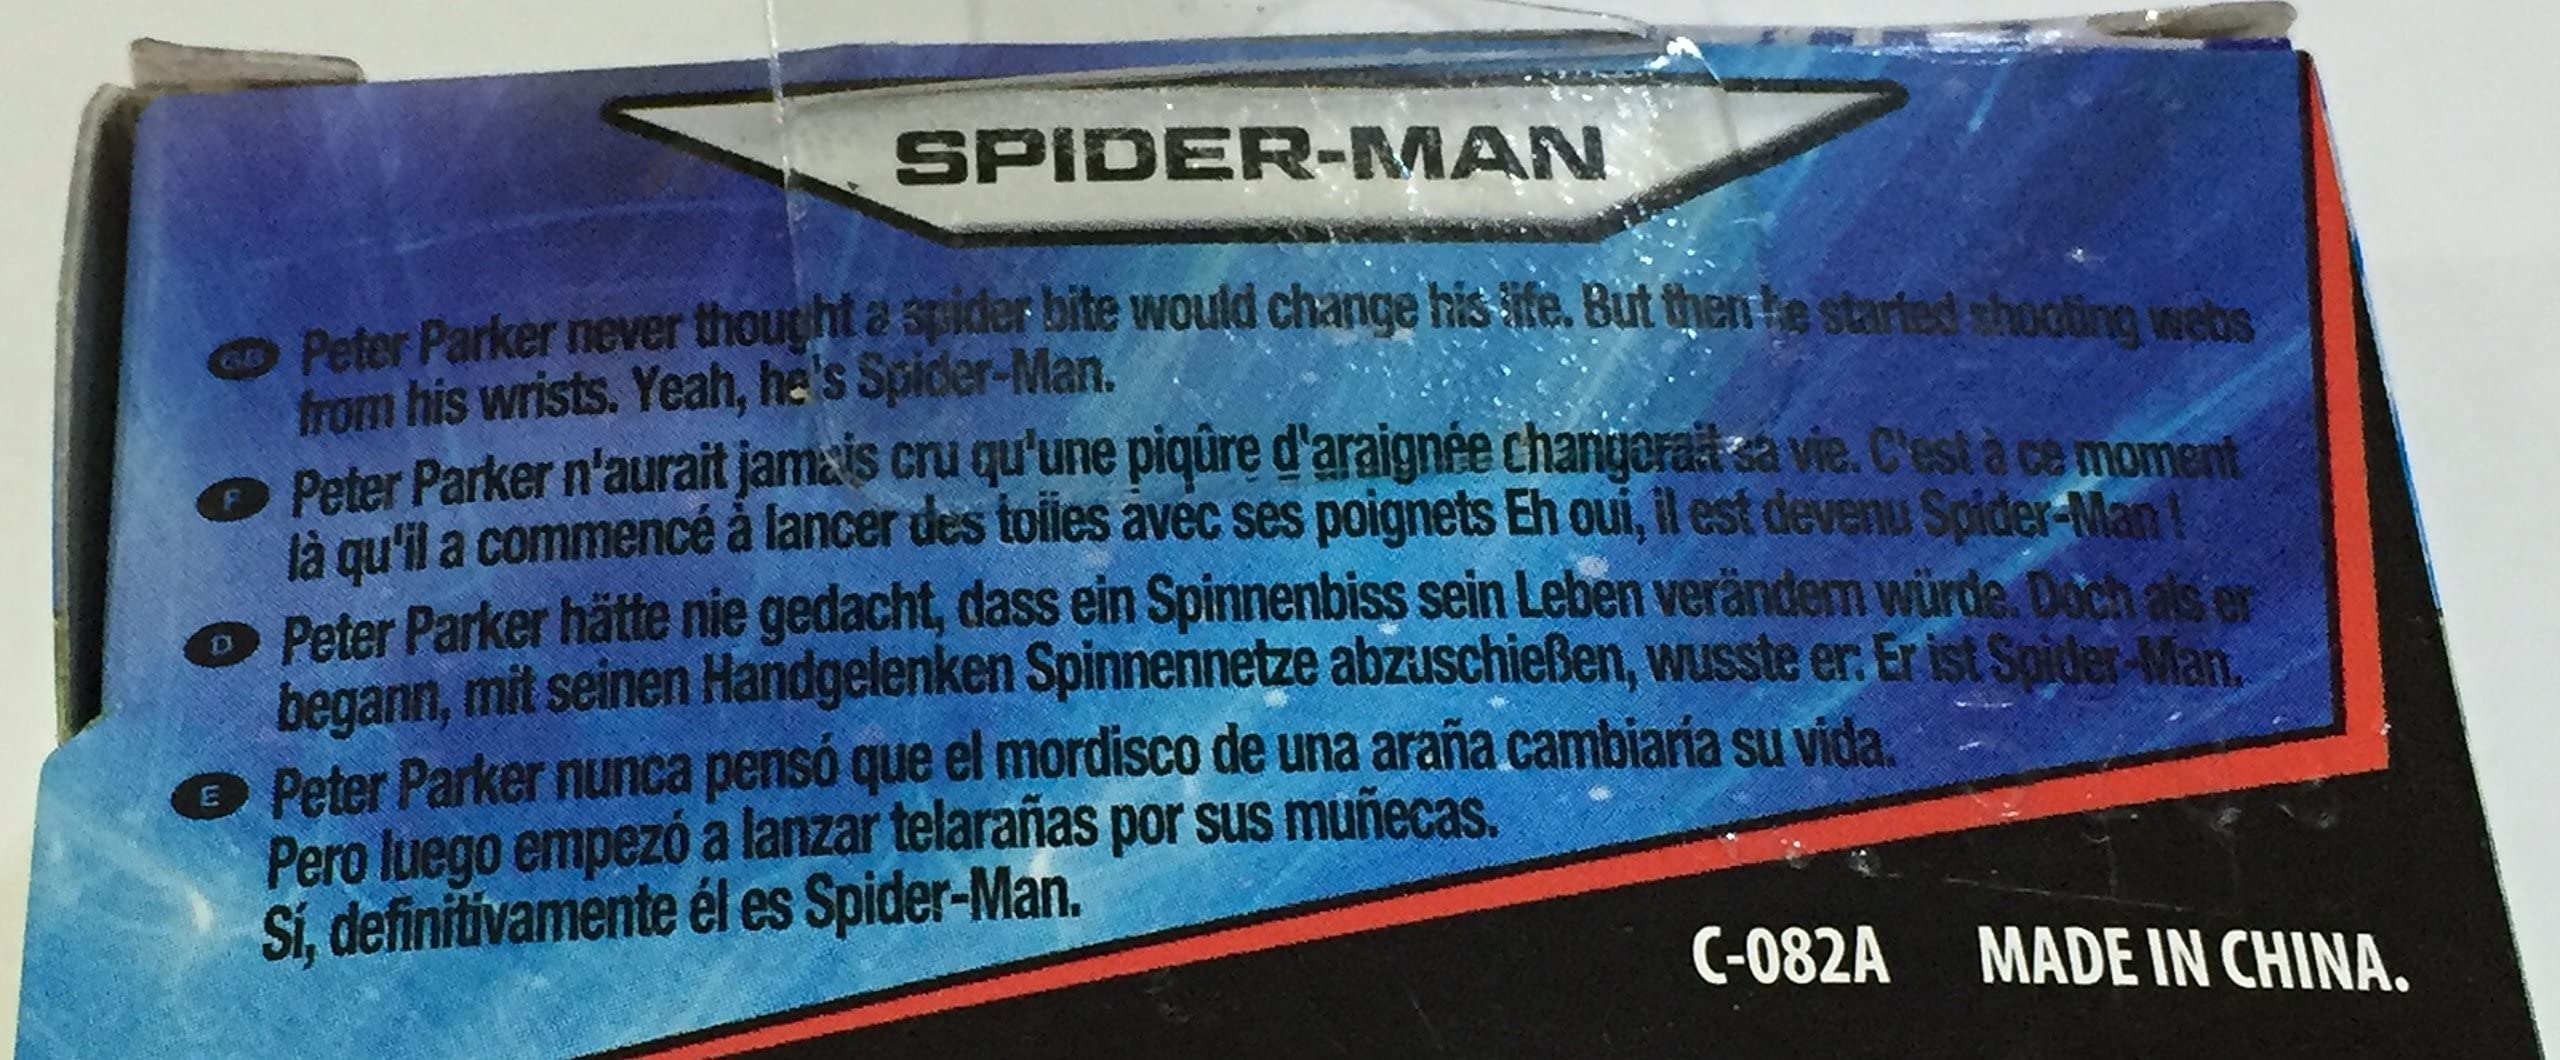 SPIDER-MAN
GB Peter Parker never thought a spider bite would change his life. But then he started shooting webs
from his wrists. Yeah, he's Spider-Man.
F Peter Parker n'aurait jamais cru qu'une piqûre d'araignée changerait sa vie. C'est à ce moment
là qu'il a commencé à lancer des toiles avec ses poignets Eh oui, il est devenu Spider-Man !
D Peter Parker hätte nie gedacht, dass ein Spinnenbiss sein Leben verändern würde. Doch als er
begann, mit seinen Handgelenken Spinnennetze abzuschießen, wusste er: Er ist Spider-Man.
E Peter Parker nunca pensó que el mordisco de una araña cambiaría su vida.
Pero luego empezó a lanzar telarañas por sus muñecas.
Sí, definitivamente él es Spider-Man.
C-082A MADE IN CHINA.